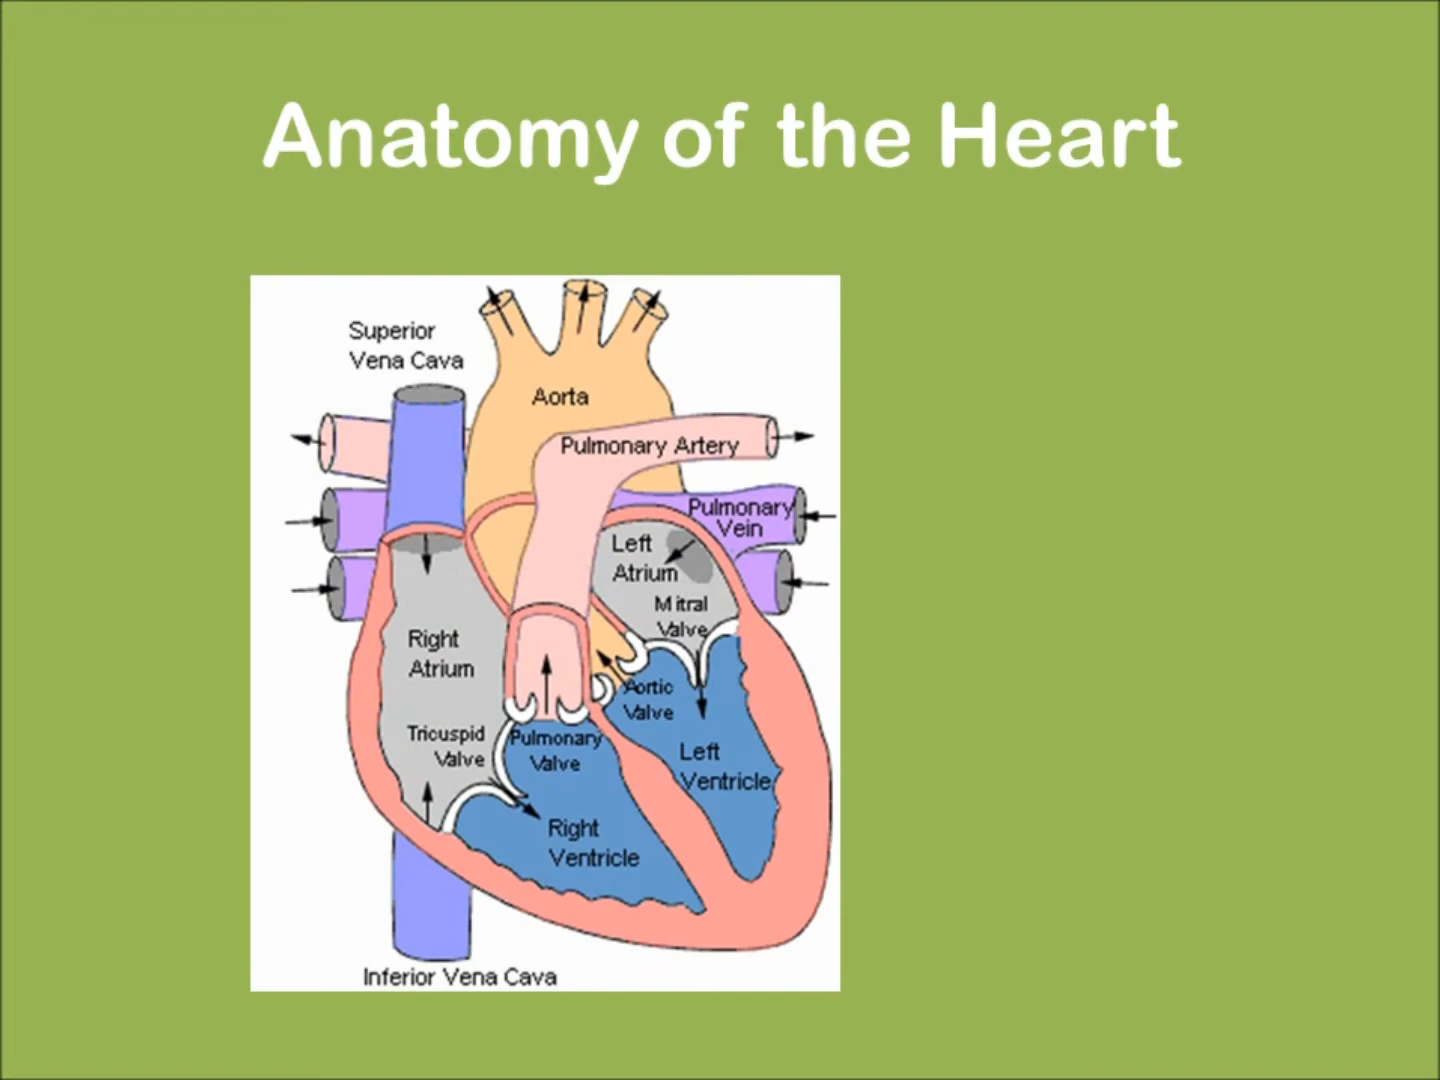 Anatomy of the Heart
Superior
Vena Cava
Aorta
Pulmonary Artery
Pulmonary
Vein
Left
Atrium
Mitral
Valve
Right
Atrium
Aortic
Valve
Tricuspid
Valve
Pulmonary
Valve
Left
Ventricle
Right
Ventricle
Inferior Vena Cava